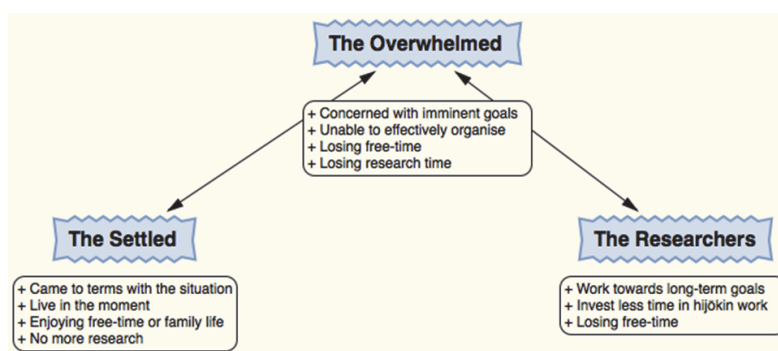 The Overwhelmed
+ Concerned with imminent goals
+ Unable to effectively organise
+ Losing free-time
+ Losing research time
The Settled
+ Came to terms with the situation
+ Live in the moment
+ Enjoying free-time or family life
+ No more research
The Researchers
+ Work towards long-term goals
+ Invest less time in hijōkin work
+ Losing free-time